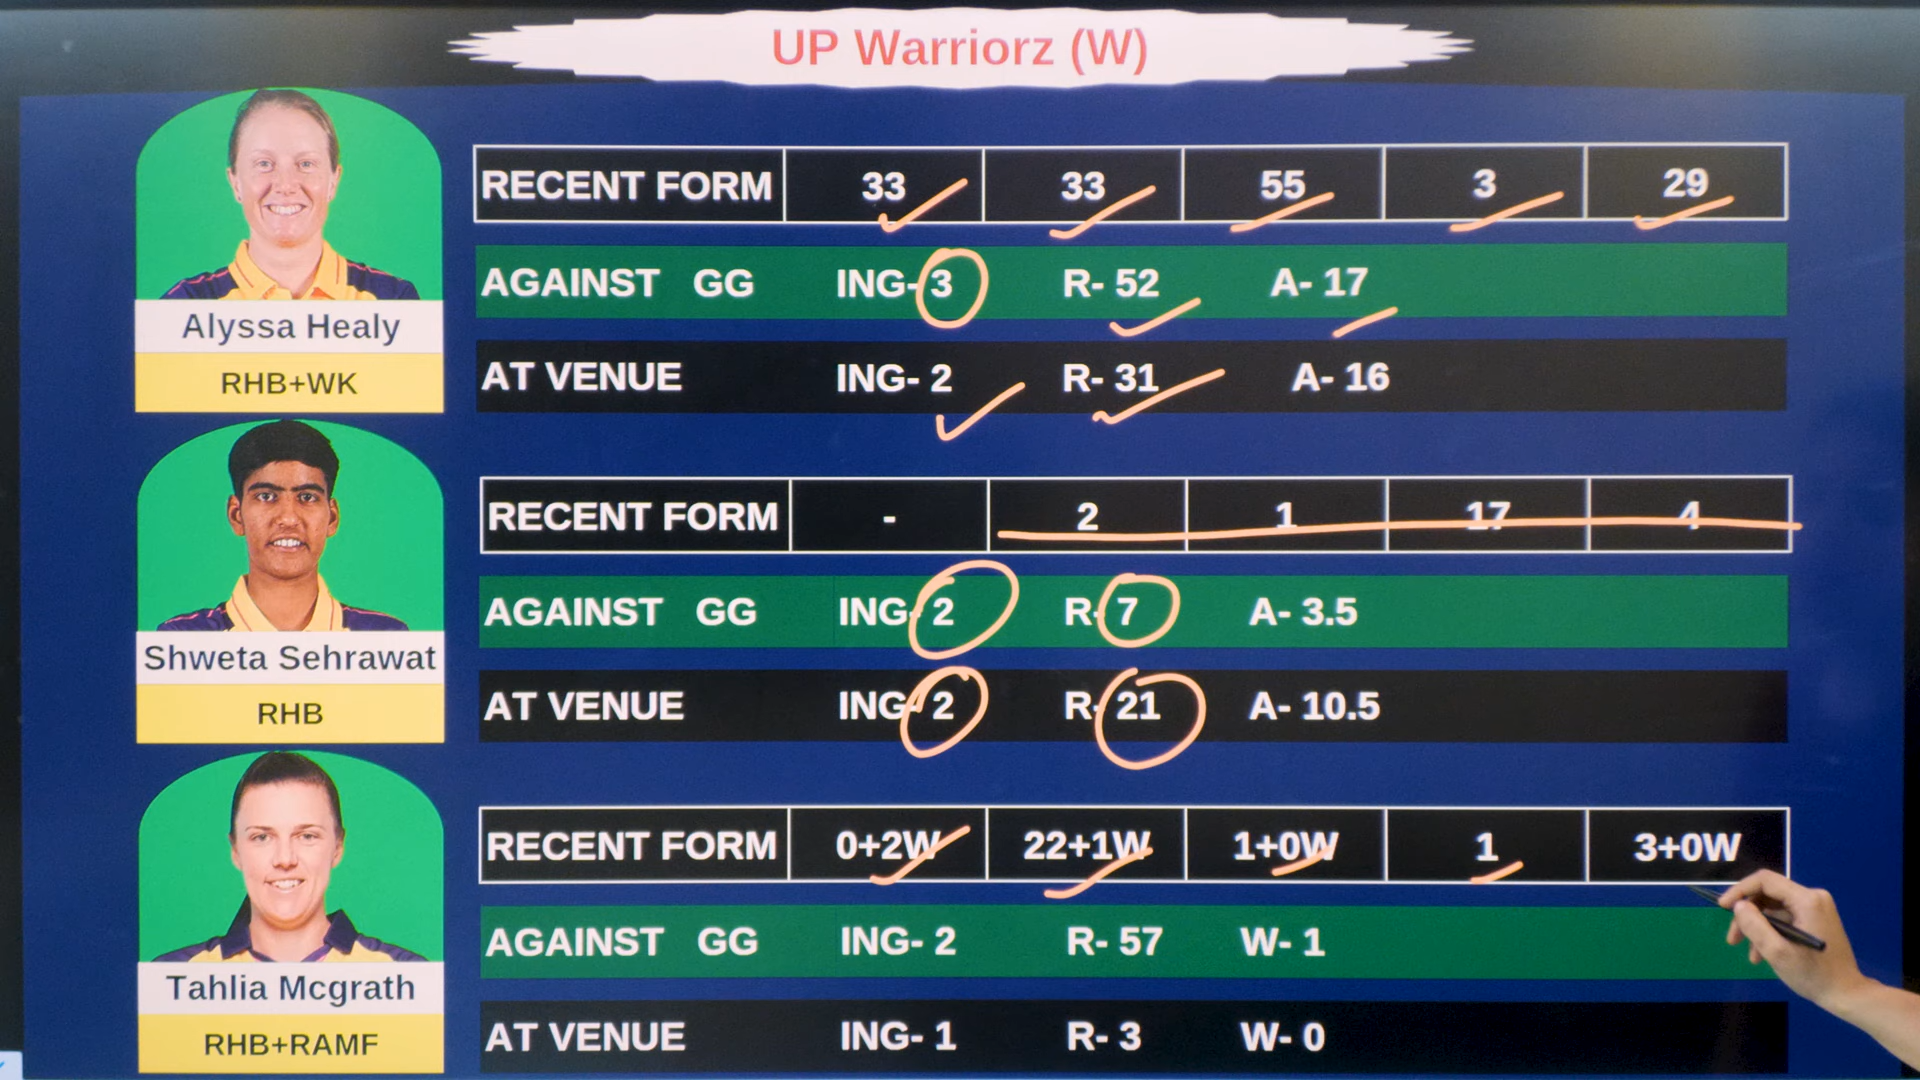 UP Warriorz (W)
RECENT FORM 33 33 55 3 29
AGAINST GG ING- 3 R- 52 A- 17
Alyssa Healy
RHB+WK
AT VENUE ING- 2 R- 31 A- 16
RECENT FORM - 2 1 17 4
AGAINST GG ING- 2 R- 7 A- 3.5
Shweta Sehrawat
RHB
AT VENUE ING- 2 R- 21 A- 10.5
RECENT FORM 0+2W 22+1W 1+0W 1 3+0W
AGAINST GG ING- 2 R- 57 W- 1
Tahlia Mcgrath
RHB+RAMF
AT VENUE ING- 1 R- 3 W- 0